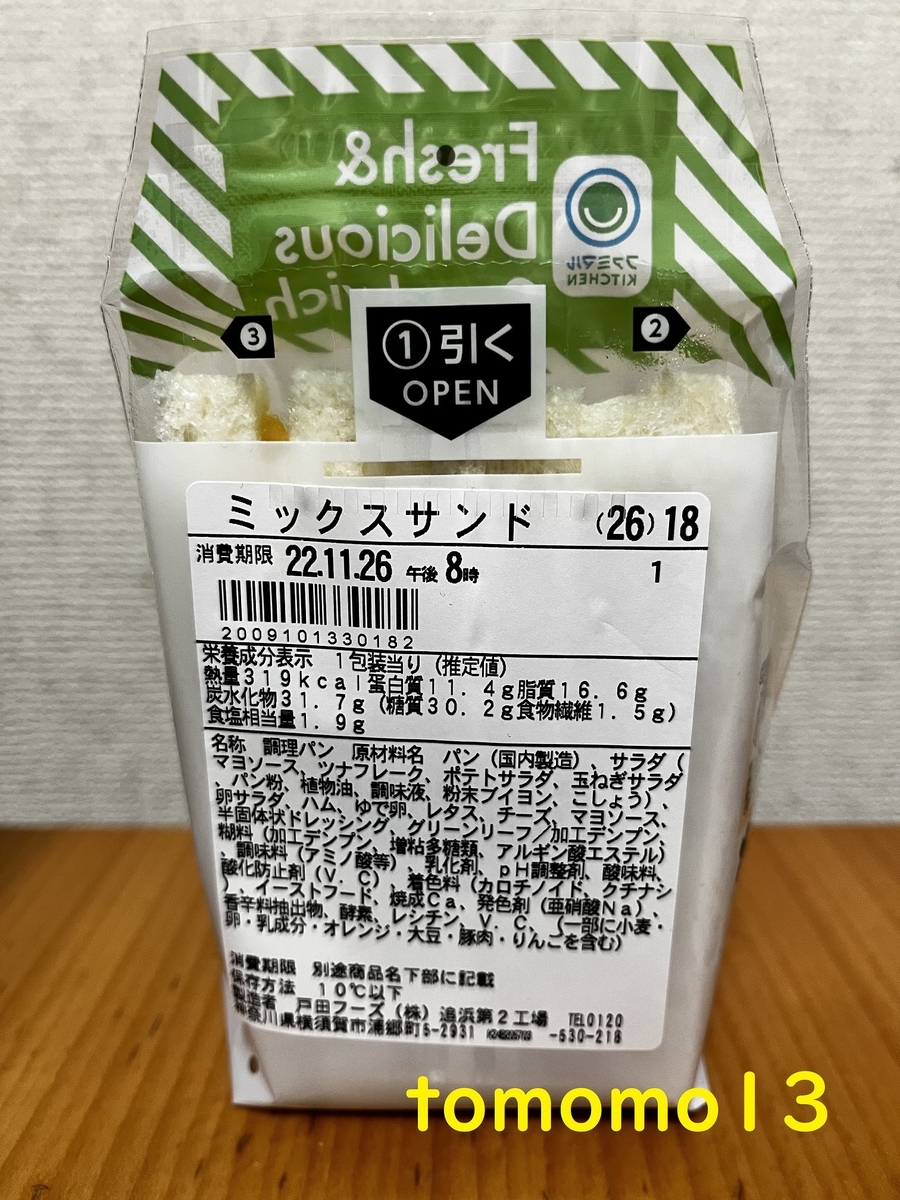 Fresh&
Delicious
ファミマル
KITCHEN
3
① 引く
OPEN
2
ミックスサンド (26) 18
消費期限 22.11.26 午後 8時 1
2009101330182
栄養成分表示 1包装当り (推定値)
熱量319kcal蛋白質11.4g脂質16.6g
炭水化物31.7g (糖質30.2g食物繊維1.5g)
食塩相当量1.9g
名称 調理パン 原材料名 パン (国内製造)、サラダ (
マヨソース、ツナフレーク、ポテトサラダ、玉ねぎサラダ
、パン粉、植物油、調味液、粉末ブイヨン、こしょう)、
卵サラダ、ハム、ゆで卵、レタス、チーズ、マヨソース、
半固体状ドレッシング、グリーンリーフ/加工デンプン、
糊料 (加工デンプン、増粘多糖類、アルギン酸エステル)
、調味料 (アミノ酸等)、乳化剤、pH調整剤、酸味料、
酸化防止剤 (V.C)、着色料 (カロチノイド、クチナシ
)、イーストフード、焼成Ca、発色剤 (亜硝酸Na)、
香辛料抽出物、酵素、レシチン、V.C、(一部に小麦・
卵・乳成分・オレンジ・大豆・豚肉・りんごを含む)
消費期限 別途商品名下部に記載
保存方法 10℃以下
製造者 戸田フーズ (株) 追浜第2工場 TEL0120
神奈川県横須賀市浦郷町5-2931 -530-218
tomomo13